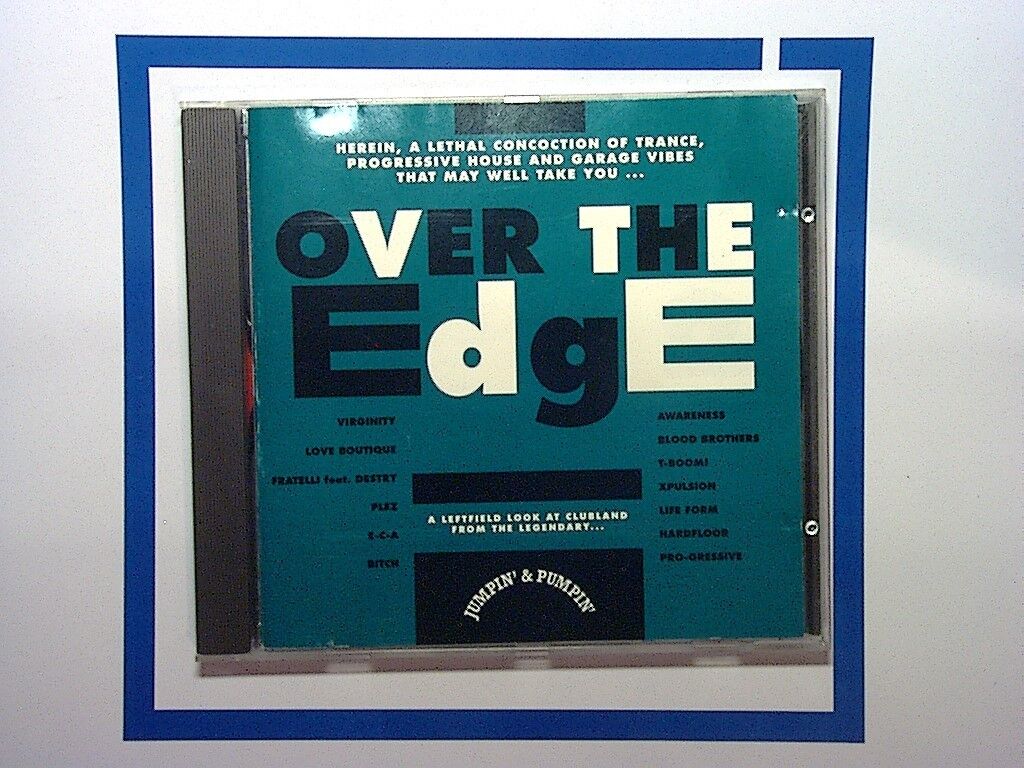 HEREIN, A LETHAL CONCOCTION OF TRANCE,
PROGRESSIVE HOUSE AND GARAGE VIBES
THAT MAY WELL TAKE YOU ...
OVER THE
EdgE
VIRGINITY
LOVE BOUTIQUE
FRATELLI feat. DESTRY
PLEZ
E-C-A
BITCH
AWARENESS
BLOOD BROTHERS
T-BOOM!
XPULSION
LIFE FORM
HARDFLOOR
PRO-GRESSIVE
A LEFTFIELD LOOK AT CLUBLAND
FROM THE LEGENDARY...
JUMPIN' & PUMPIN'